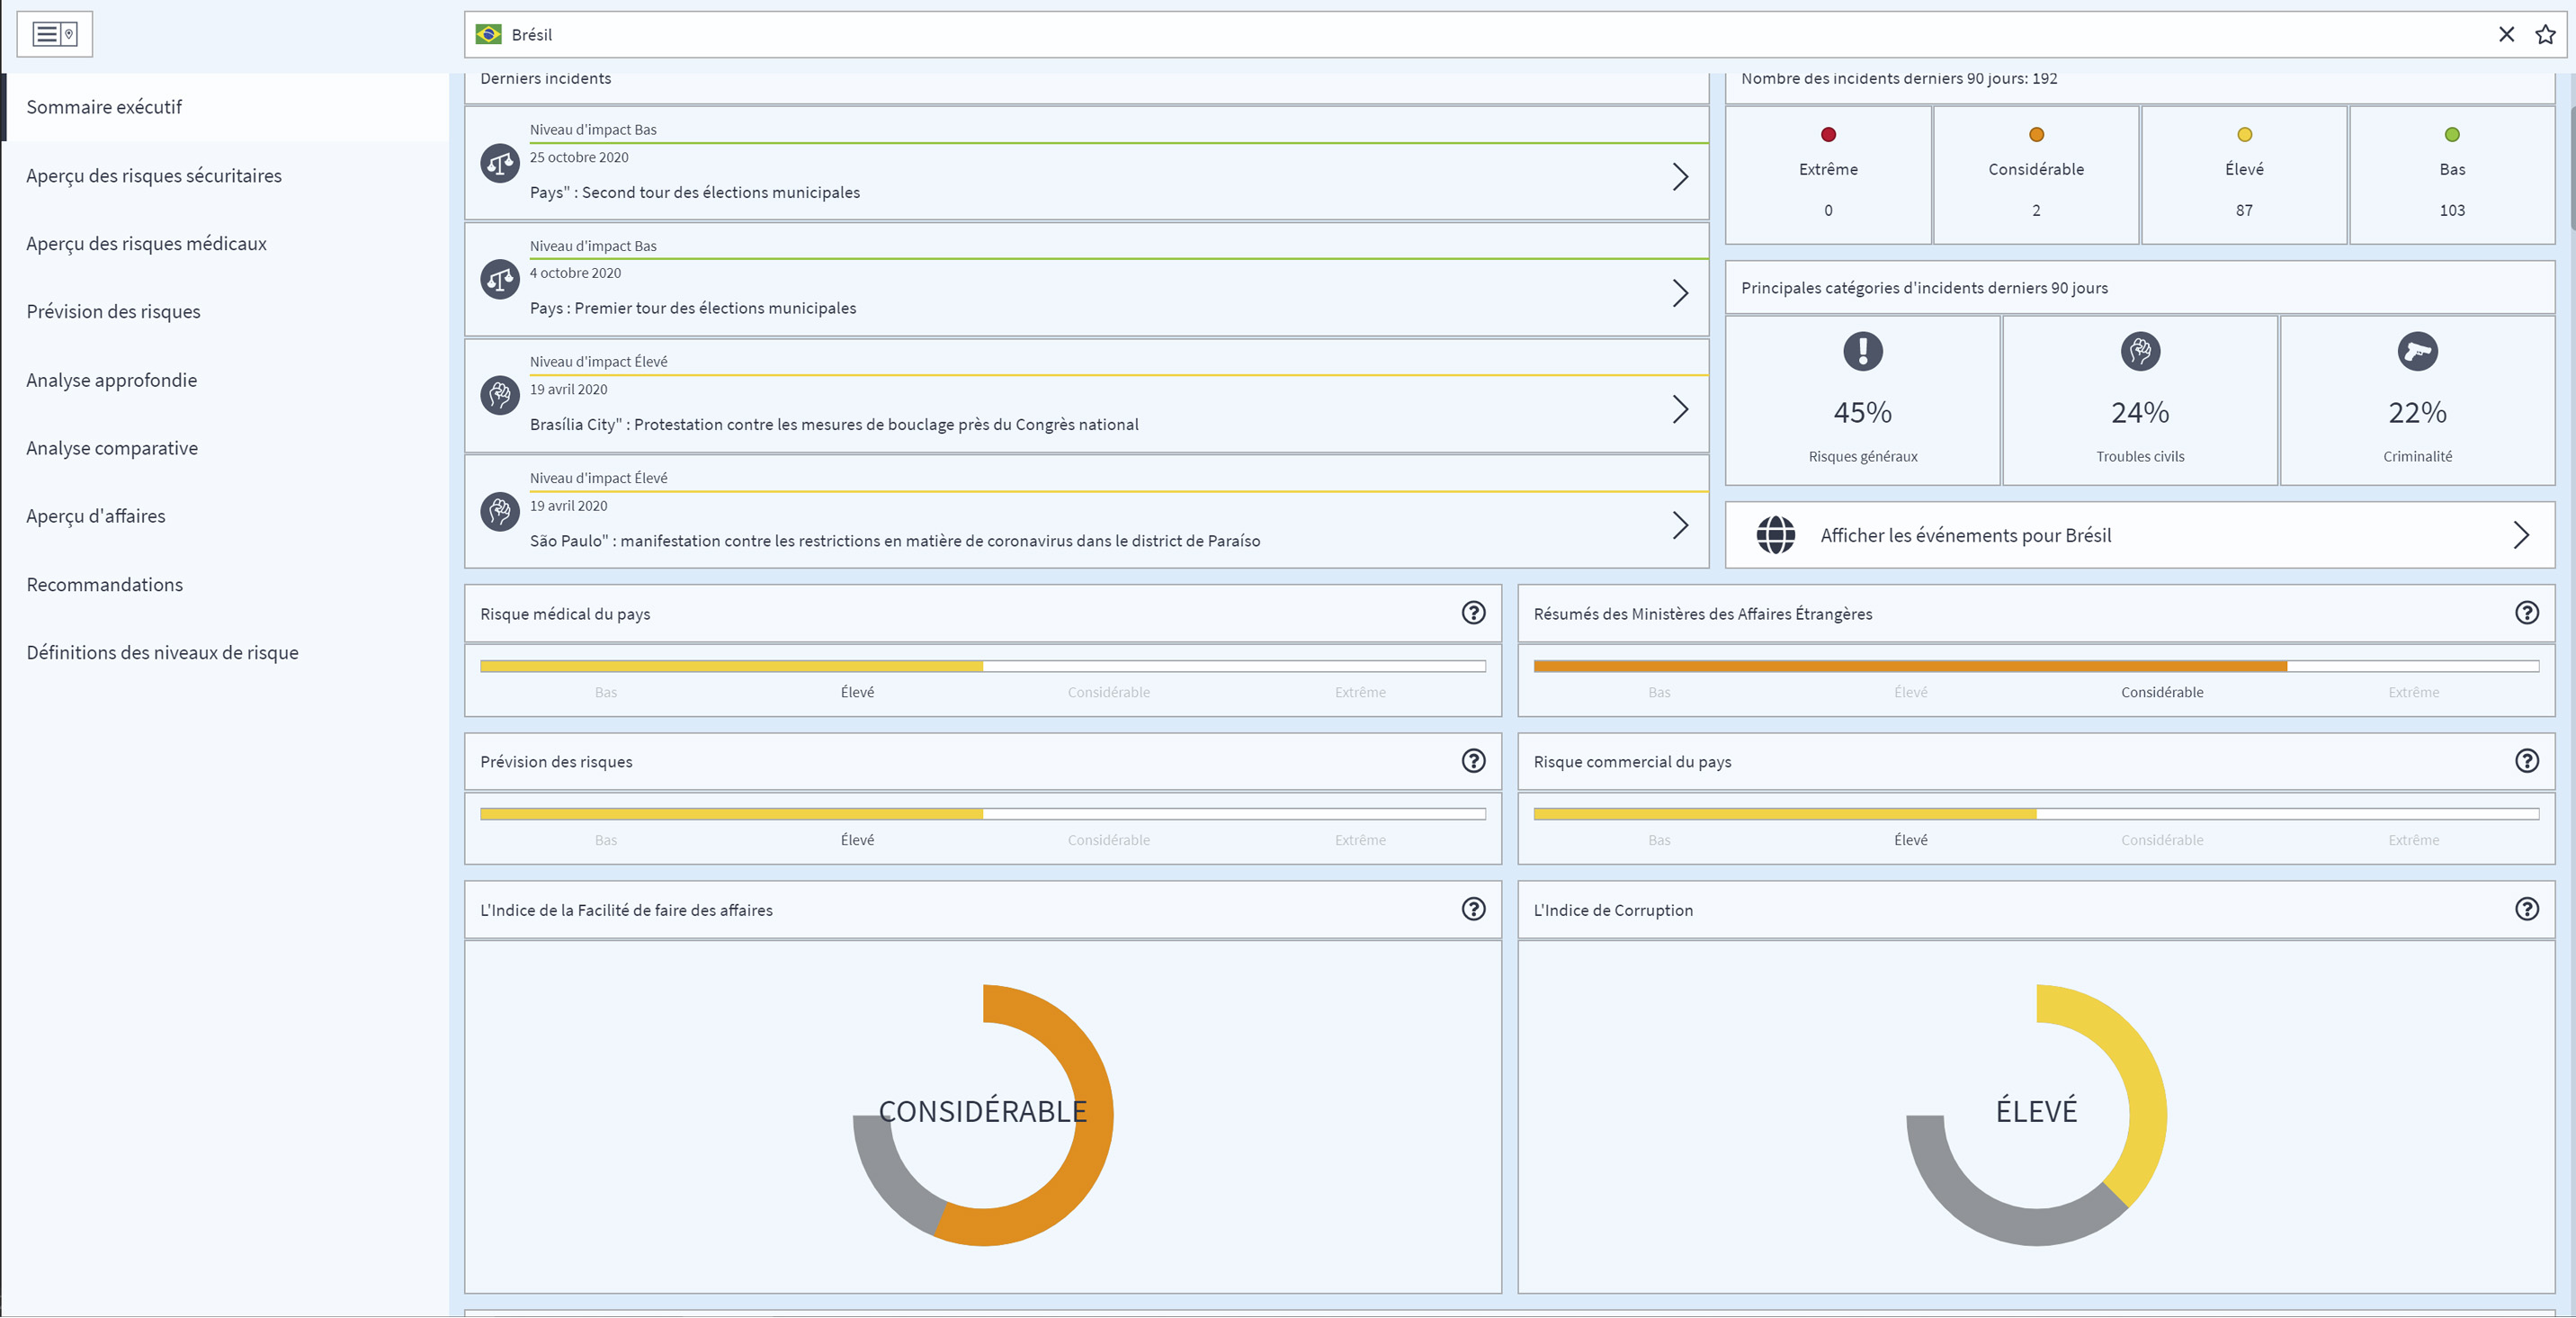 Brésil
Sommaire exécutif
Aperçu des risques sécuritaires
Aperçu des risques médicaux
Prévision des risques
Analyse approfondie
Analyse comparative
Aperçu d'affaires
Recommandations
Définitions des niveaux de risque
Derniers incidents
Niveau d'impact Bas
25 octobre 2020
Pays" : Second tour des élections municipales
Niveau d'impact Bas
4 octobre 2020
Pays : Premier tour des élections municipales
Niveau d'impact Élevé
19 avril 2020
Brasília City" : Protestation contre les mesures de bouclage près du Congrès national
Niveau d'impact Élevé
19 avril 2020
São Paulo" : manifestation contre les restrictions en matière de coronavirus dans le district de Paraíso
Nombre des incidents derniers 90 jours: 192
Extrême Considérable Élevé Bas
0 2 87 103
Principales catégories d'incidents derniers 90 jours
45% 24% 22%
Risques généraux Troubles civils Criminalité
Afficher les événements pour Brésil
Risque médical du pays
Bas Élevé Considérable Extrême
Résumés des Ministères des Affaires Étrangères
Bas Élevé Considérable Extrême
Prévision des risques
Bas Élevé Considérable Extrême
Risque commercial du pays
Bas Élevé Considérable Extrême
L'Indice de la Facilité de faire des affaires
CONSIDÉRABLE
L'Indice de Corruption
ÉLEVÉ